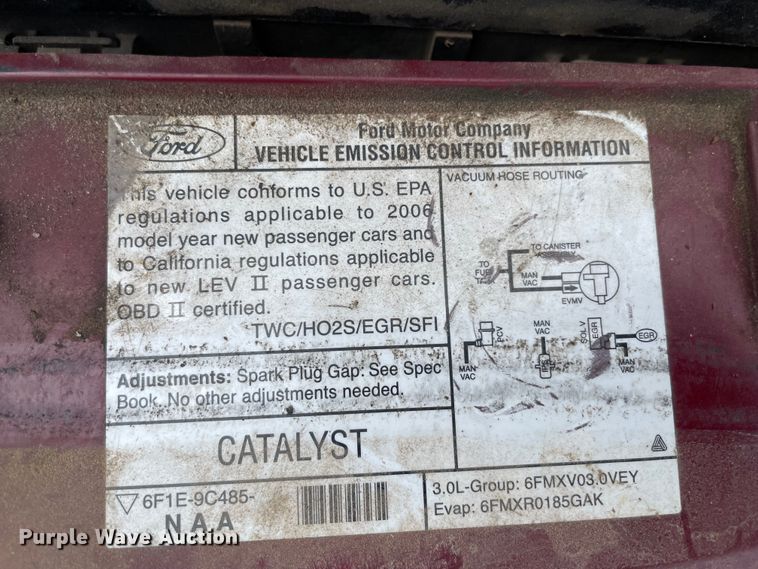 Ford
Ford Motor Company
VEHICLE EMISSION CONTROL INFORMATION
This vehicle conforms to U.S. EPA
regulations applicable to 2006
model year new passenger cars and
to California regulations applicable
to new LEV II passenger cars.
OBD II certified.
TWC/HO2S/EGR/SFI
Adjustments: Spark Plug Gap: See Spec
Book. No other adjustments needed.
CATALYST
6F1E-9C485-
NAA
VACUUM HOSE ROUTING
TO CANISTER
TO
FUEL
MAN
VAC
EVMV
MAN
VAC
PCV
MAN
VAC
EGR
SOL V
EGR
MAN
VAC
3.0L-Group: 6FMXV03.0VEY
Evap: 6FMXR0185GAK
Purple Wave Auction